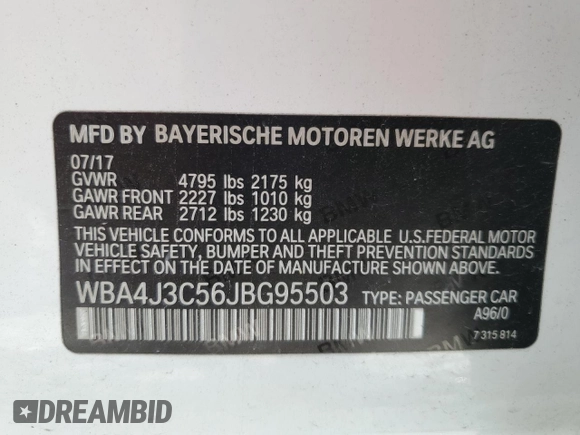 MFD BY BAYERISCHE MOTOREN WERKE AG
07/17
GVWR 4795 lbs 2175 kg
GAWR FRONT 2227 lbs 1010 kg
GAWR REAR 2712 lbs 1230 kg
THIS VEHICLE CONFORMS TO ALL APPLICABLE U.S.FEDERAL MOTOR
VEHICLE SAFETY, BUMPER AND THEFT PREVENTION STANDARDS
IN EFFECT ON THE DATE OF MANUFACTURE SHOWN ABOVE.
WBA4J3C56JBG95503 TYPE: PASSENGER CAR
A96/0
7 315 814
DREAMBID